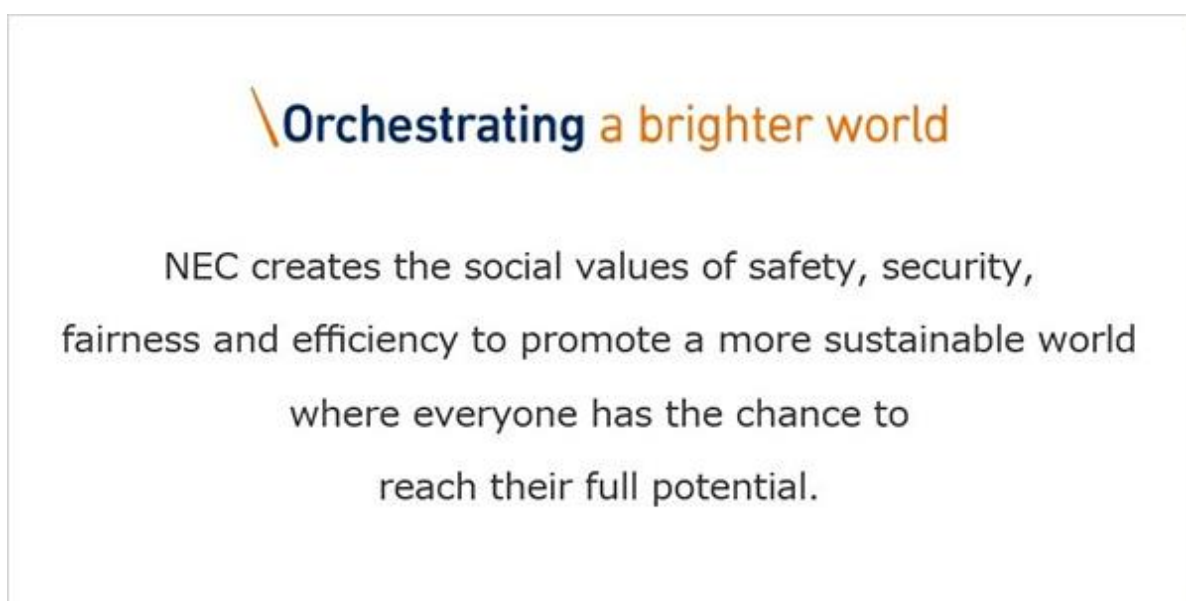 \Orchestrating a brighter world
NEC creates the social values of safety, security,
fairness and efficiency to promote a more sustainable world
where everyone has the chance to
reach their full potential.